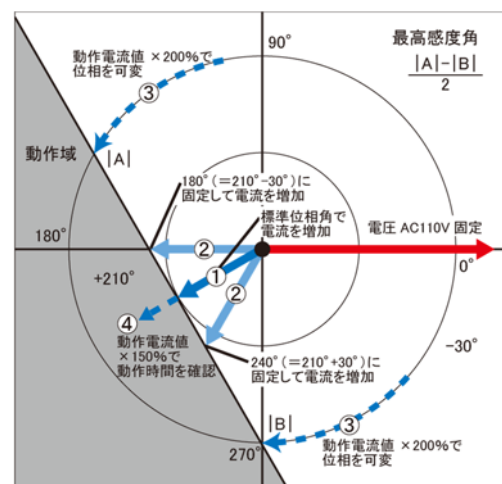 動作電流値 ×200%で
位相を可変
③
90°
最高感度角
|A|-|B|
2
動作域
|A|
180°(=210°-30°)に
固定して電流を増加
標準位相角で
電流を増加
電圧 AC110V 固定
180°
②
①
②
0°
+210°
④
動作電流値
×150%で
動作時間を確認
-30°
240°(=210°+30°)に
固定して電流を増加
|B|
③
270°
動作電流値 ×200%で
位相を可変